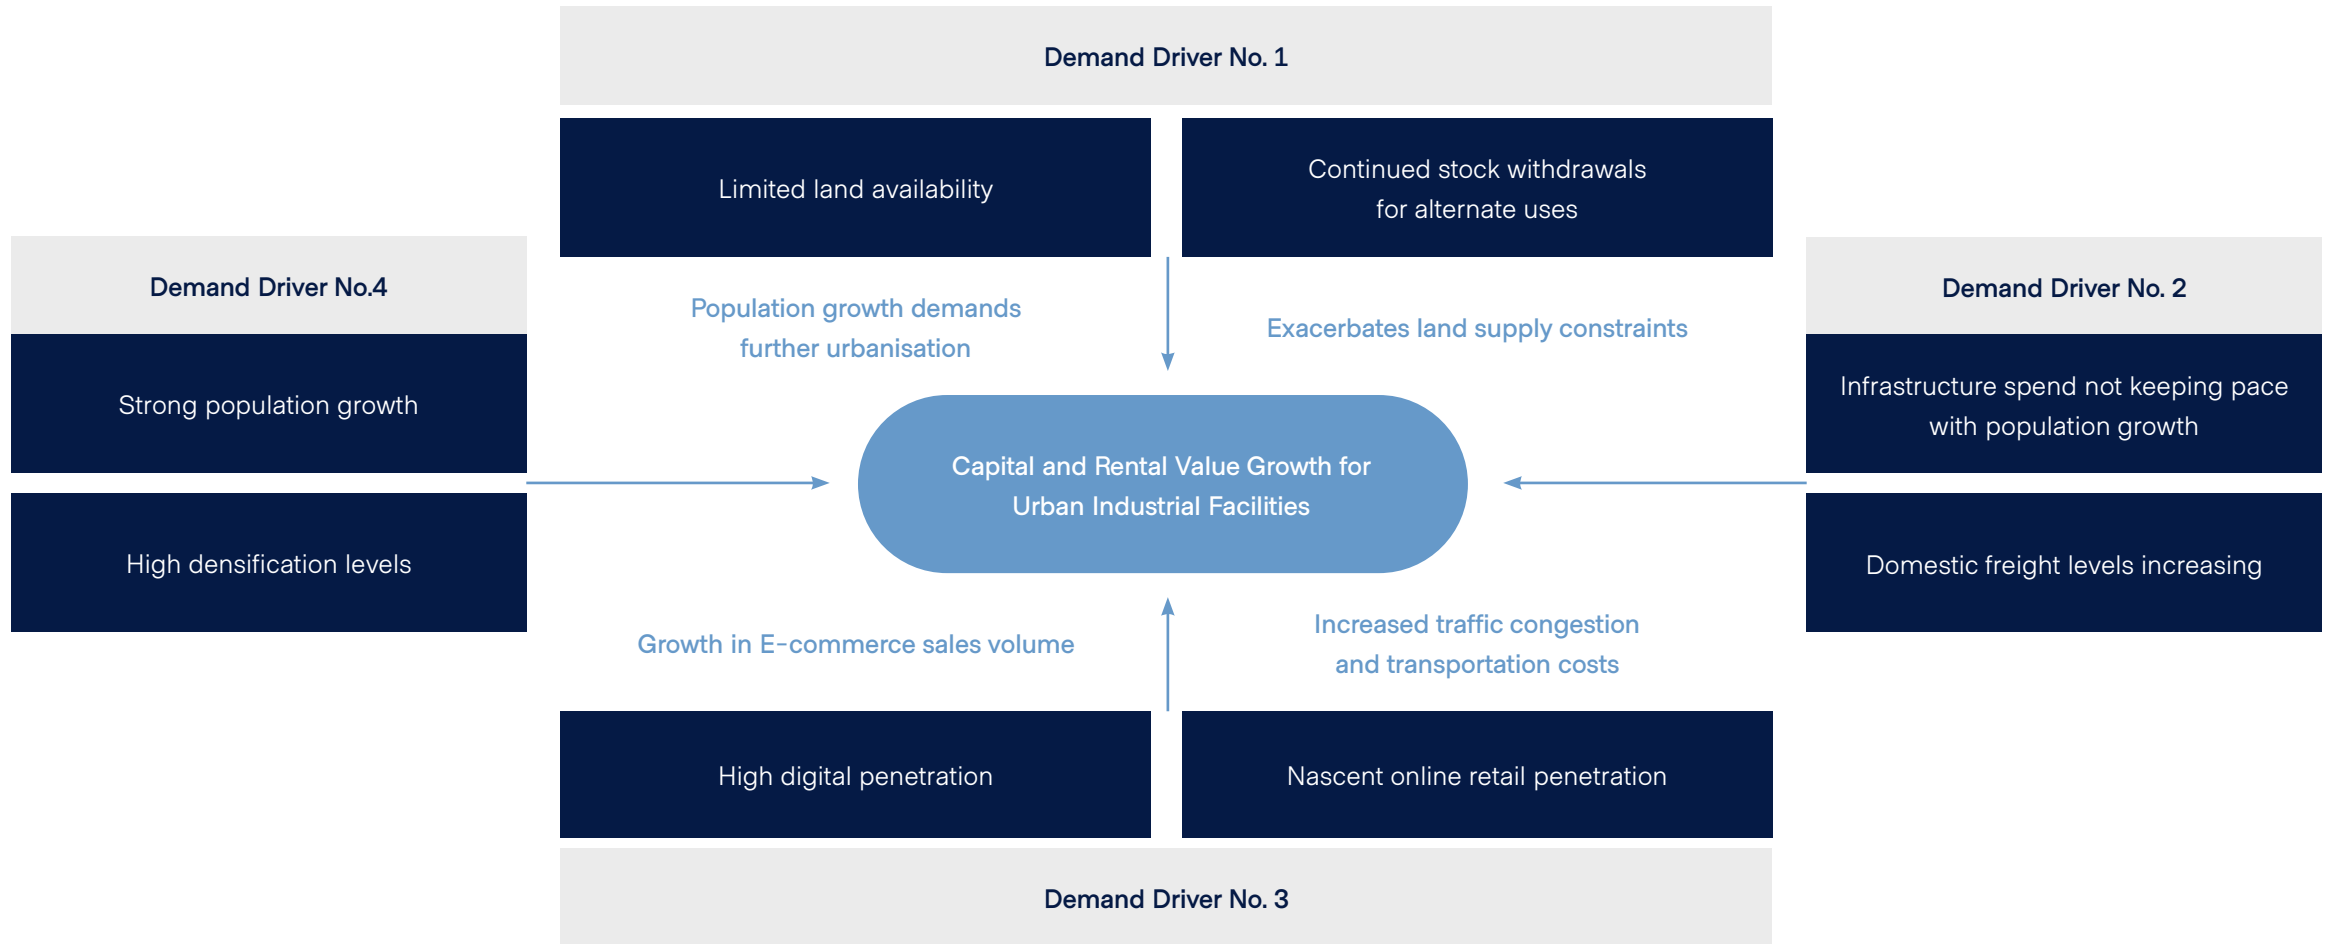 Demand Driver No. 1
Limited land availability
Continued stock withdrawals
for alternate uses
Demand Driver No.4
Strong population growth
High densification levels
Population growth demands
further urbanisation
Exacerbates land supply constraints
Demand Driver No. 2
Infrastructure spend not keeping pace
with population growth
Domestic freight levels increasing
Capital and Rental Value Growth for
Urban Industrial Facilities
Growth in E-commerce sales volume
Increased traffic congestion
and transportation costs
High digital penetration
Nascent online retail penetration
Demand Driver No. 3